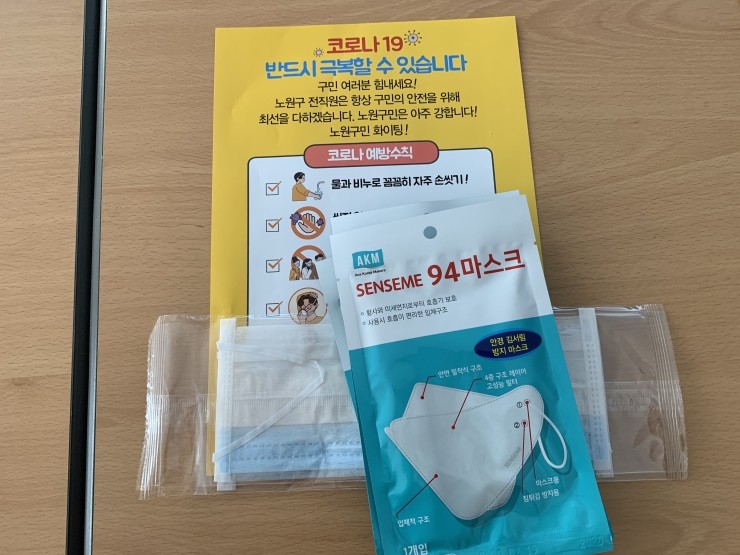 코로나 19
반드시 극복할 수 있습니다
구민 여러분 힘내세요!
노원구 전직원은 항상 구민의 안전을 위해
최선을 다하겠습니다. 노원구민은 아주 강합니다!
노원구민 화이팅!
코로나 예방수칙
물과 비누로 꼼꼼히 자주 손씻기!
AKM
SENSEME 94마스크
황사와 미세먼지로부터 호흡기 보호
사용시 호흡이 편리한 입체구조
안경 김서림
방지 마스크
안면 밀착식 구조
4중 구조 레이어
고성능 필터
①
②
마스크용
입체적 구조
1개입